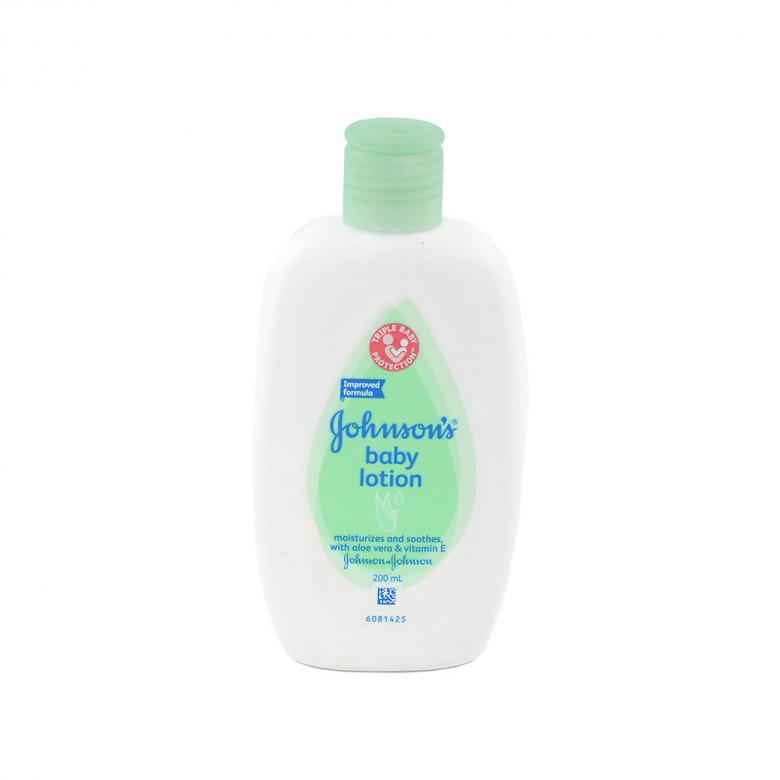 TRIPLE BABY
PROTECTION™
Improved
formula
Johnson's®
baby
lotion
moisturizes and soothes,
with aloe vera & vitamin E
Johnson & Johnson
200 mL
6081425